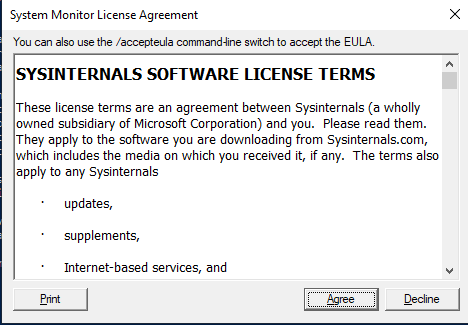 System Monitor License Agreement
You can also use the /accepteula command-line switch to accept the EULA.
SYSINTERNALS SOFTWARE LICENSE TERMS
These license terms are an agreement between Sysinternals (a wholly
owned subsidiary of Microsoft Corporation) and you.  Please read them.
They apply to the software you are downloading from Sysinternals.com,
which includes the media on which you received it, if any.  The terms also
apply to any Sysinternals
· updates,
· supplements,
· Internet-based services, and
Print Agree Decline